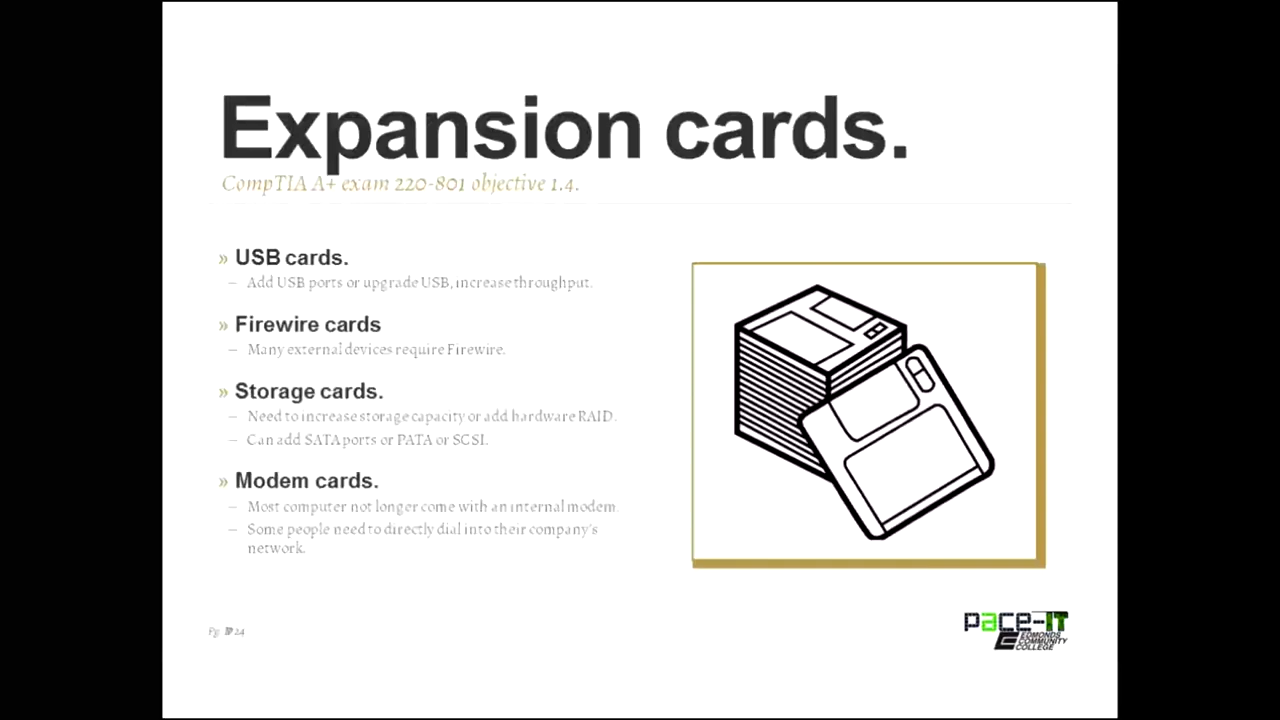 Expansion cards.
CompTIA A+ exam 220-801 objective 1.4.
» USB cards.
– Add USB ports or upgrade USB, increase throughput.
» Firewire cards
– Many external devices require Firewire.
» Storage cards.
– Need to increase storage capacity or add hardware RAID.
– Can add SATA ports or PATA or SCSI.
» Modem cards.
– Most computer not longer come with an internal modem.
– Some people need to directly dial into their company's
network.
Pg. 24
pace-IT
EDMONDS
COMMUNITY
COLLEGE